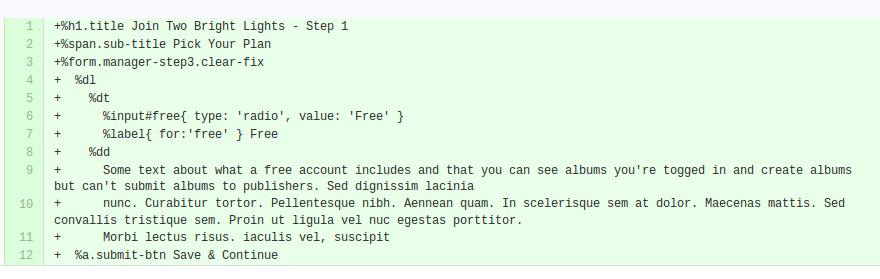 1 +%h1.title Join Two Bright Lights - Step 1
2 +%span.sub-title Pick Your Plan
3 +%form.manager-step3.clear-fix
4 +  %dl
5 +    %dt
6 +      %input#free{ type: 'radio', value: 'Free' }
7 +      %label{ for:'free' } Free
8 +    %dd
9 +      Some text about what a free account includes and that you can see albums you're togged in and create albums
but can't submit albums to publishers. Sed dignissim lacinia
10 +      nunc. Curabitur tortor. Pellentesque nibh. Aennean quam. In scelerisque sem at dolor. Maecenas mattis. Sed
convallis tristique sem. Proin ut ligula vel nuc egestas porttitor.
11 +      Morbi lectus risus. iaculis vel, suscipit
12 +  %a.submit-btn Save & Continue